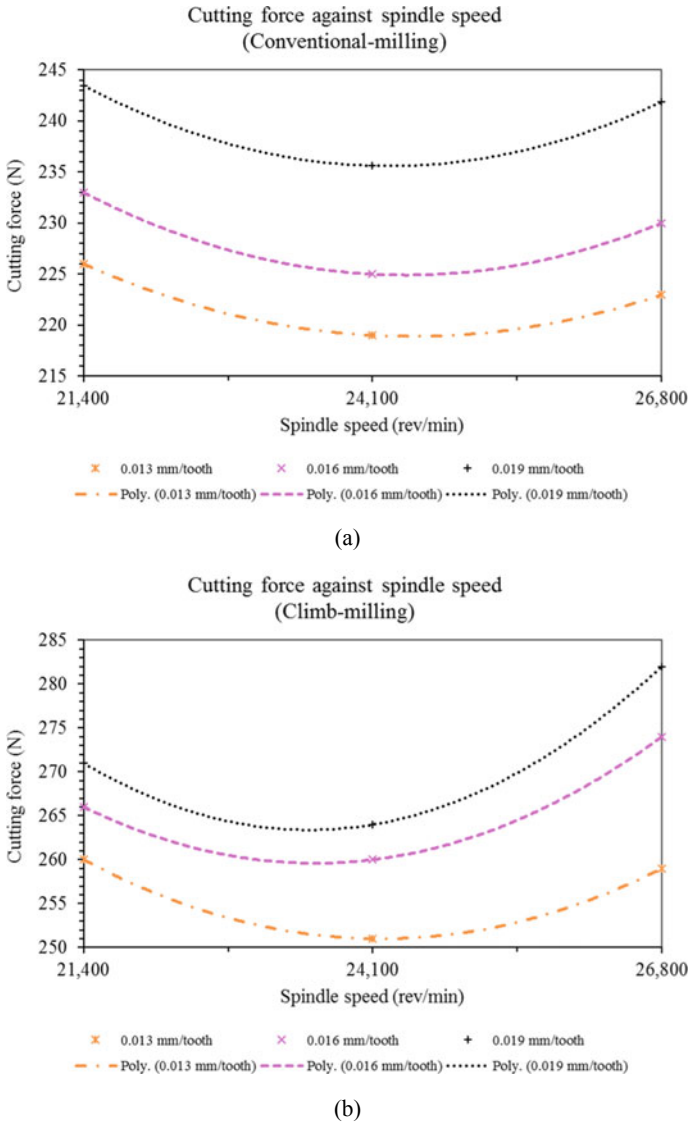 Cutting force against spindle speed
(Conventional-milling)
245
240
235
230
225
220
215
Cutting force (N)
21,400 24,100 26,800
Spindle speed (rev/min)
0.013 mm/tooth 0.016 mm/tooth 0.019 mm/tooth
Poly. (0.013 mm/tooth) Poly. (0.016 mm/tooth) Poly. (0.019 mm/tooth)
(a)
Cutting force against spindle speed
(Climb-milling)
285
280
275
270
265
260
255
250
Cutting force (N)
21,400 24,100 26,800
Spindle speed (rev/min)
0.013 mm/tooth 0.016 mm/tooth 0.019 mm/tooth
Poly. (0.013 mm/tooth) Poly. (0.016 mm/tooth) Poly. (0.019 mm/tooth)
(b)